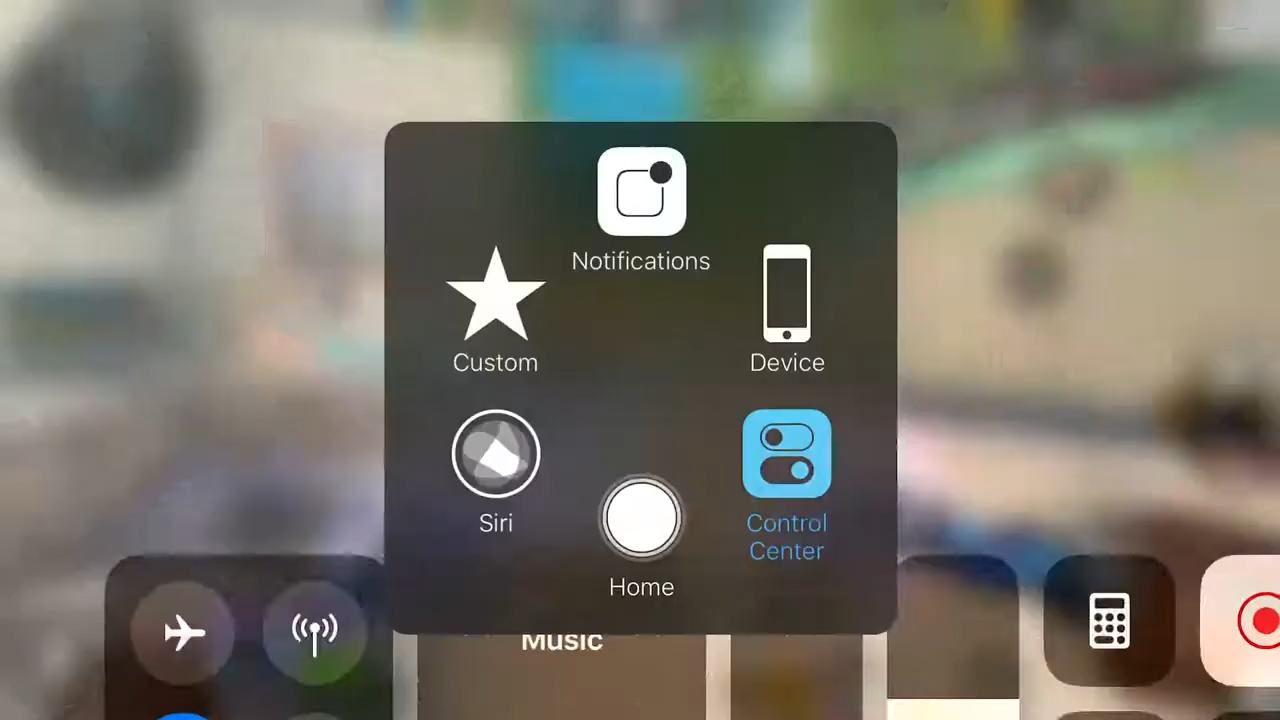 Notifications
Custom
Device
Siri
Control
Center
Home
Music